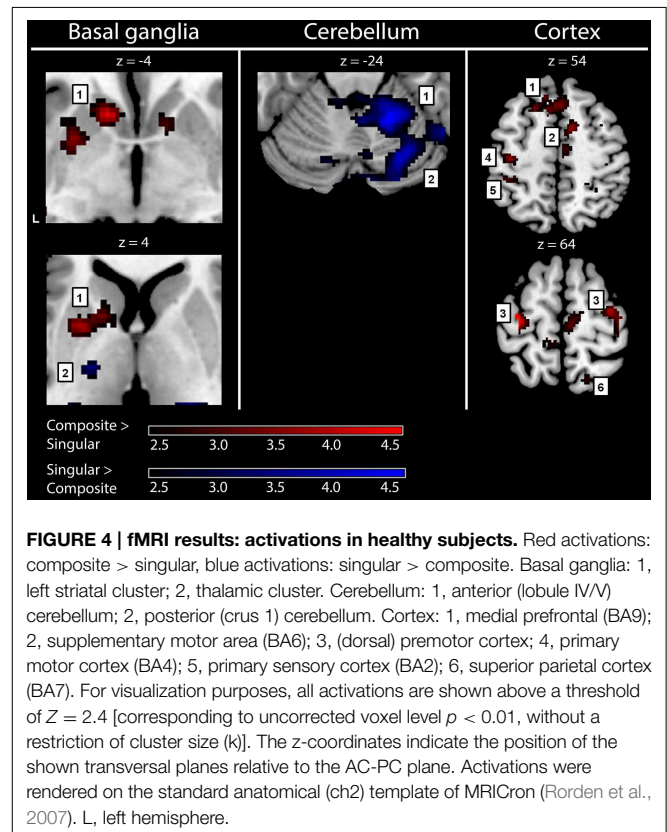 Basal ganglia
Cerebellum
Cortex
z = -4
z = -24
z = 54
1
1
1
2
4
5
2
L
z = 4
z = 64
1
2
3
3
6
Composite >
Singular
2.5 3.0 3.5 4.0 4.5
Singular >
Composite
2.5 3.0 3.5 4.0 4.5
FIGURE 4 | fMRI results: activations in healthy subjects. Red activations:
composite > singular, blue activations: singular > composite. Basal ganglia: 1,
left striatal cluster; 2, thalamic cluster. Cerebellum: 1, anterior (lobule IV/V)
cerebellum; 2, posterior (crus 1) cerebellum. Cortex: 1, medial prefrontal (BA9);
2, supplementary motor area (BA6); 3, (dorsal) premotor cortex; 4, primary
motor cortex (BA4); 5, primary sensory cortex (BA2); 6, superior parietal cortex
(BA7). For visualization purposes, all activations are shown above a threshold
of Z = 2.4 [corresponding to uncorrected voxel level p < 0.01, without a
restriction of cluster size (k)]. The z-coordinates indicate the position of the
shown transversal planes relative to the AC-PC plane. Activations were
rendered on the standard anatomical (ch2) template of MRICron (Rorden et al.,
2007). L, left hemisphere.